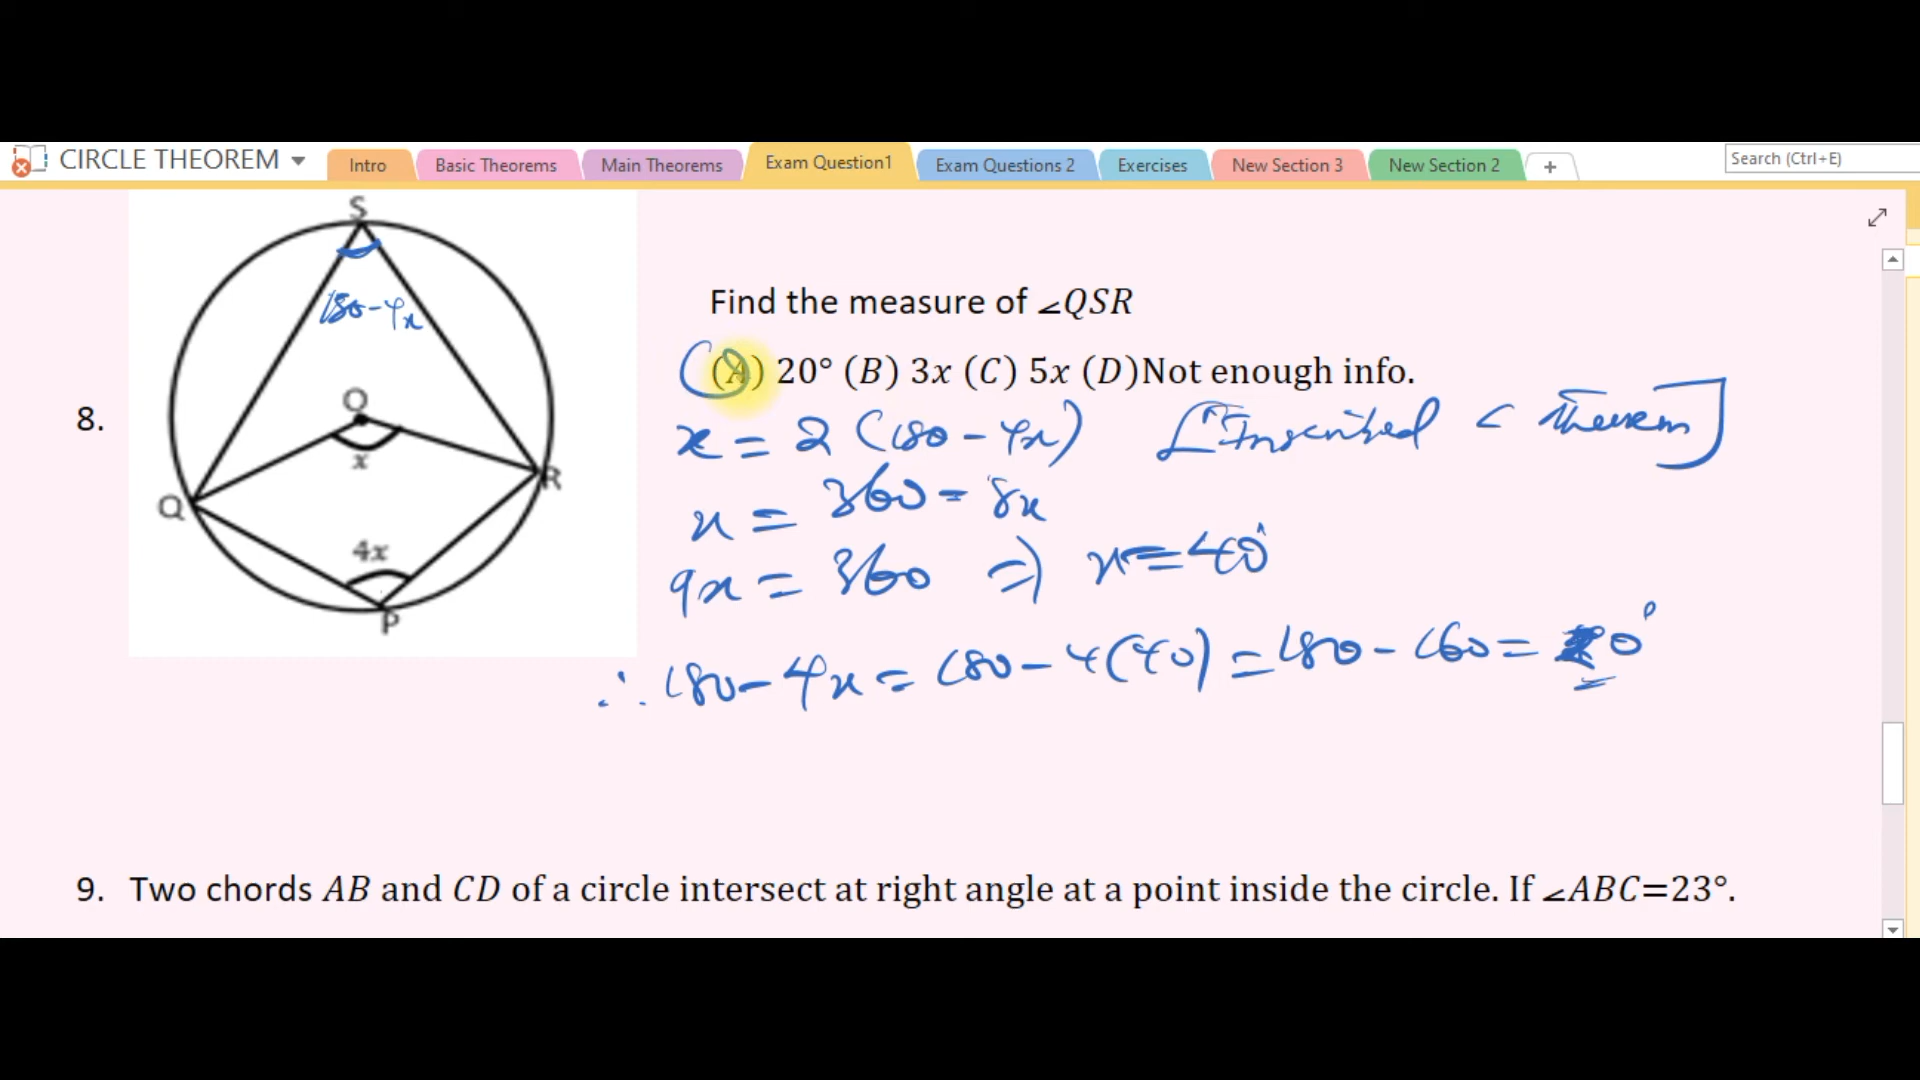 CIRCLE THEOREM
Intro
Basic Theorems
Main Theorems
Exam Question1
Exam Questions 2
Exercises
New Section 3
New Section 2
+
Search (Ctrl+E)
S
180-4x
O
x
Q
R
4x
P
8.
Find the measure of ∠QSR
(A) 20° (B) 3x (C) 5x (D)Not enough info.
x = 2 (180 - 4x) [Inscribed < Theorem]
x = 360 - 8x
9x = 360 ⇒ x = 40°
∴ 180 - 4x = 180 - 4(40) = 180 - 160 = 20°
9. Two chords AB and CD of a circle intersect at right angle at a point inside the circle. If ∠ABC=23°.